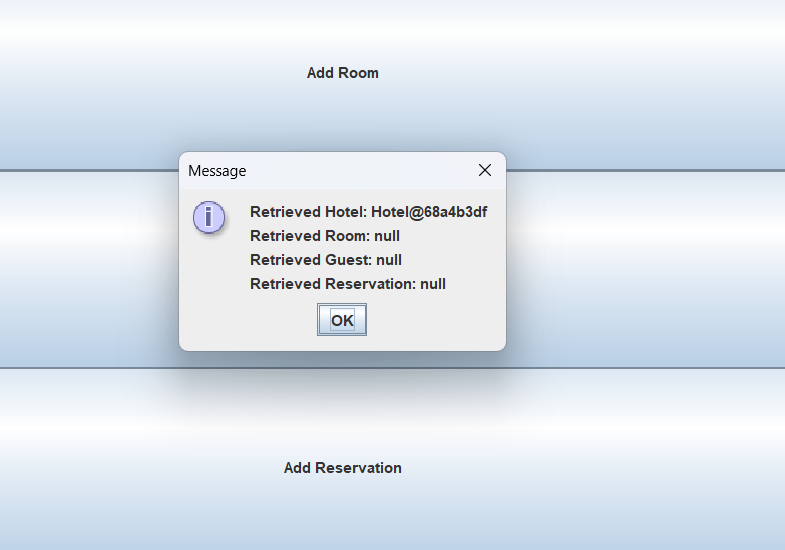 Add Room
Message
i
Retrieved Hotel: Hotel@68a4b3df
Retrieved Room: null
Retrieved Guest: null
Retrieved Reservation: null
OK
Add Reservation